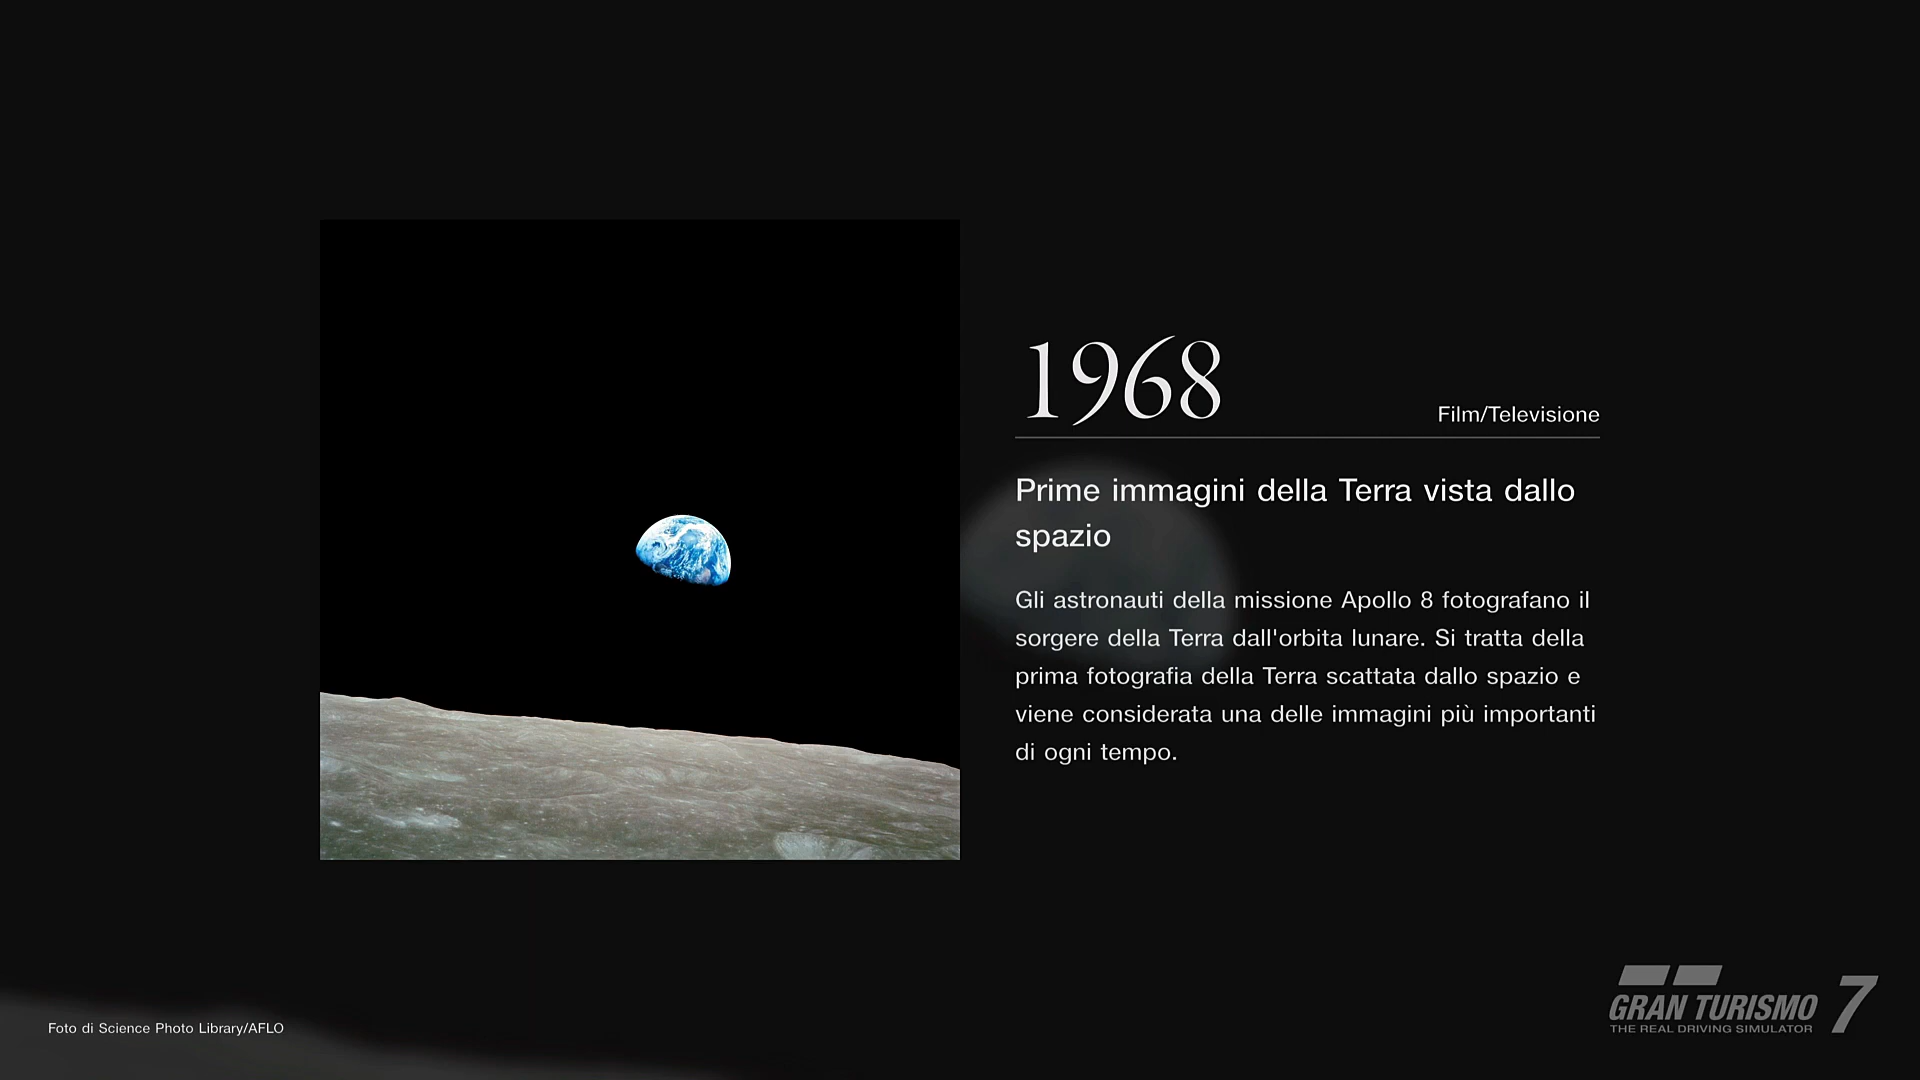 1968
Film/Televisione
Prime immagini della Terra vista dallo
spazio
Gli astronauti della missione Apollo 8 fotografano il
sorgere della Terra dall'orbita lunare. Si tratta della
prima fotografia della Terra scattata dallo spazio e
viene considerata una delle immagini più importanti
di ogni tempo.
Foto di Science Photo Library/AFLO
GRAN TURISMO 7
THE REAL DRIVING SIMULATOR